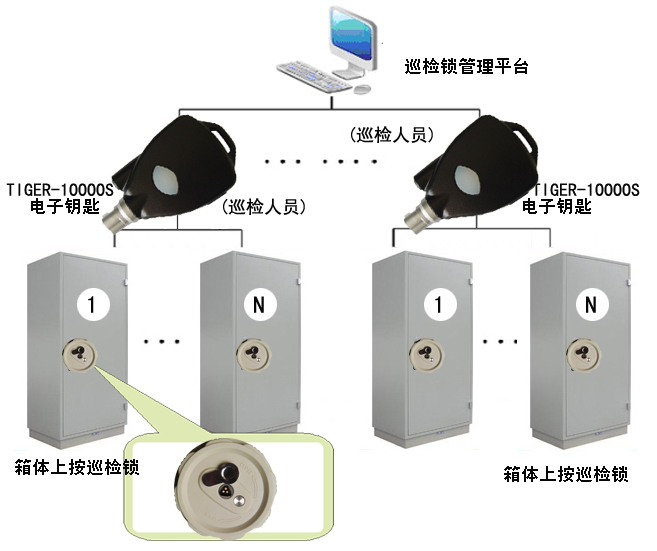 巡检锁管理平台
(巡检人员)
TIGER-10000S
电子钥匙
(巡检人员)
TIGER-10000S
电子钥匙
1
N
1
N
箱体上按巡检锁
箱体上按巡检锁